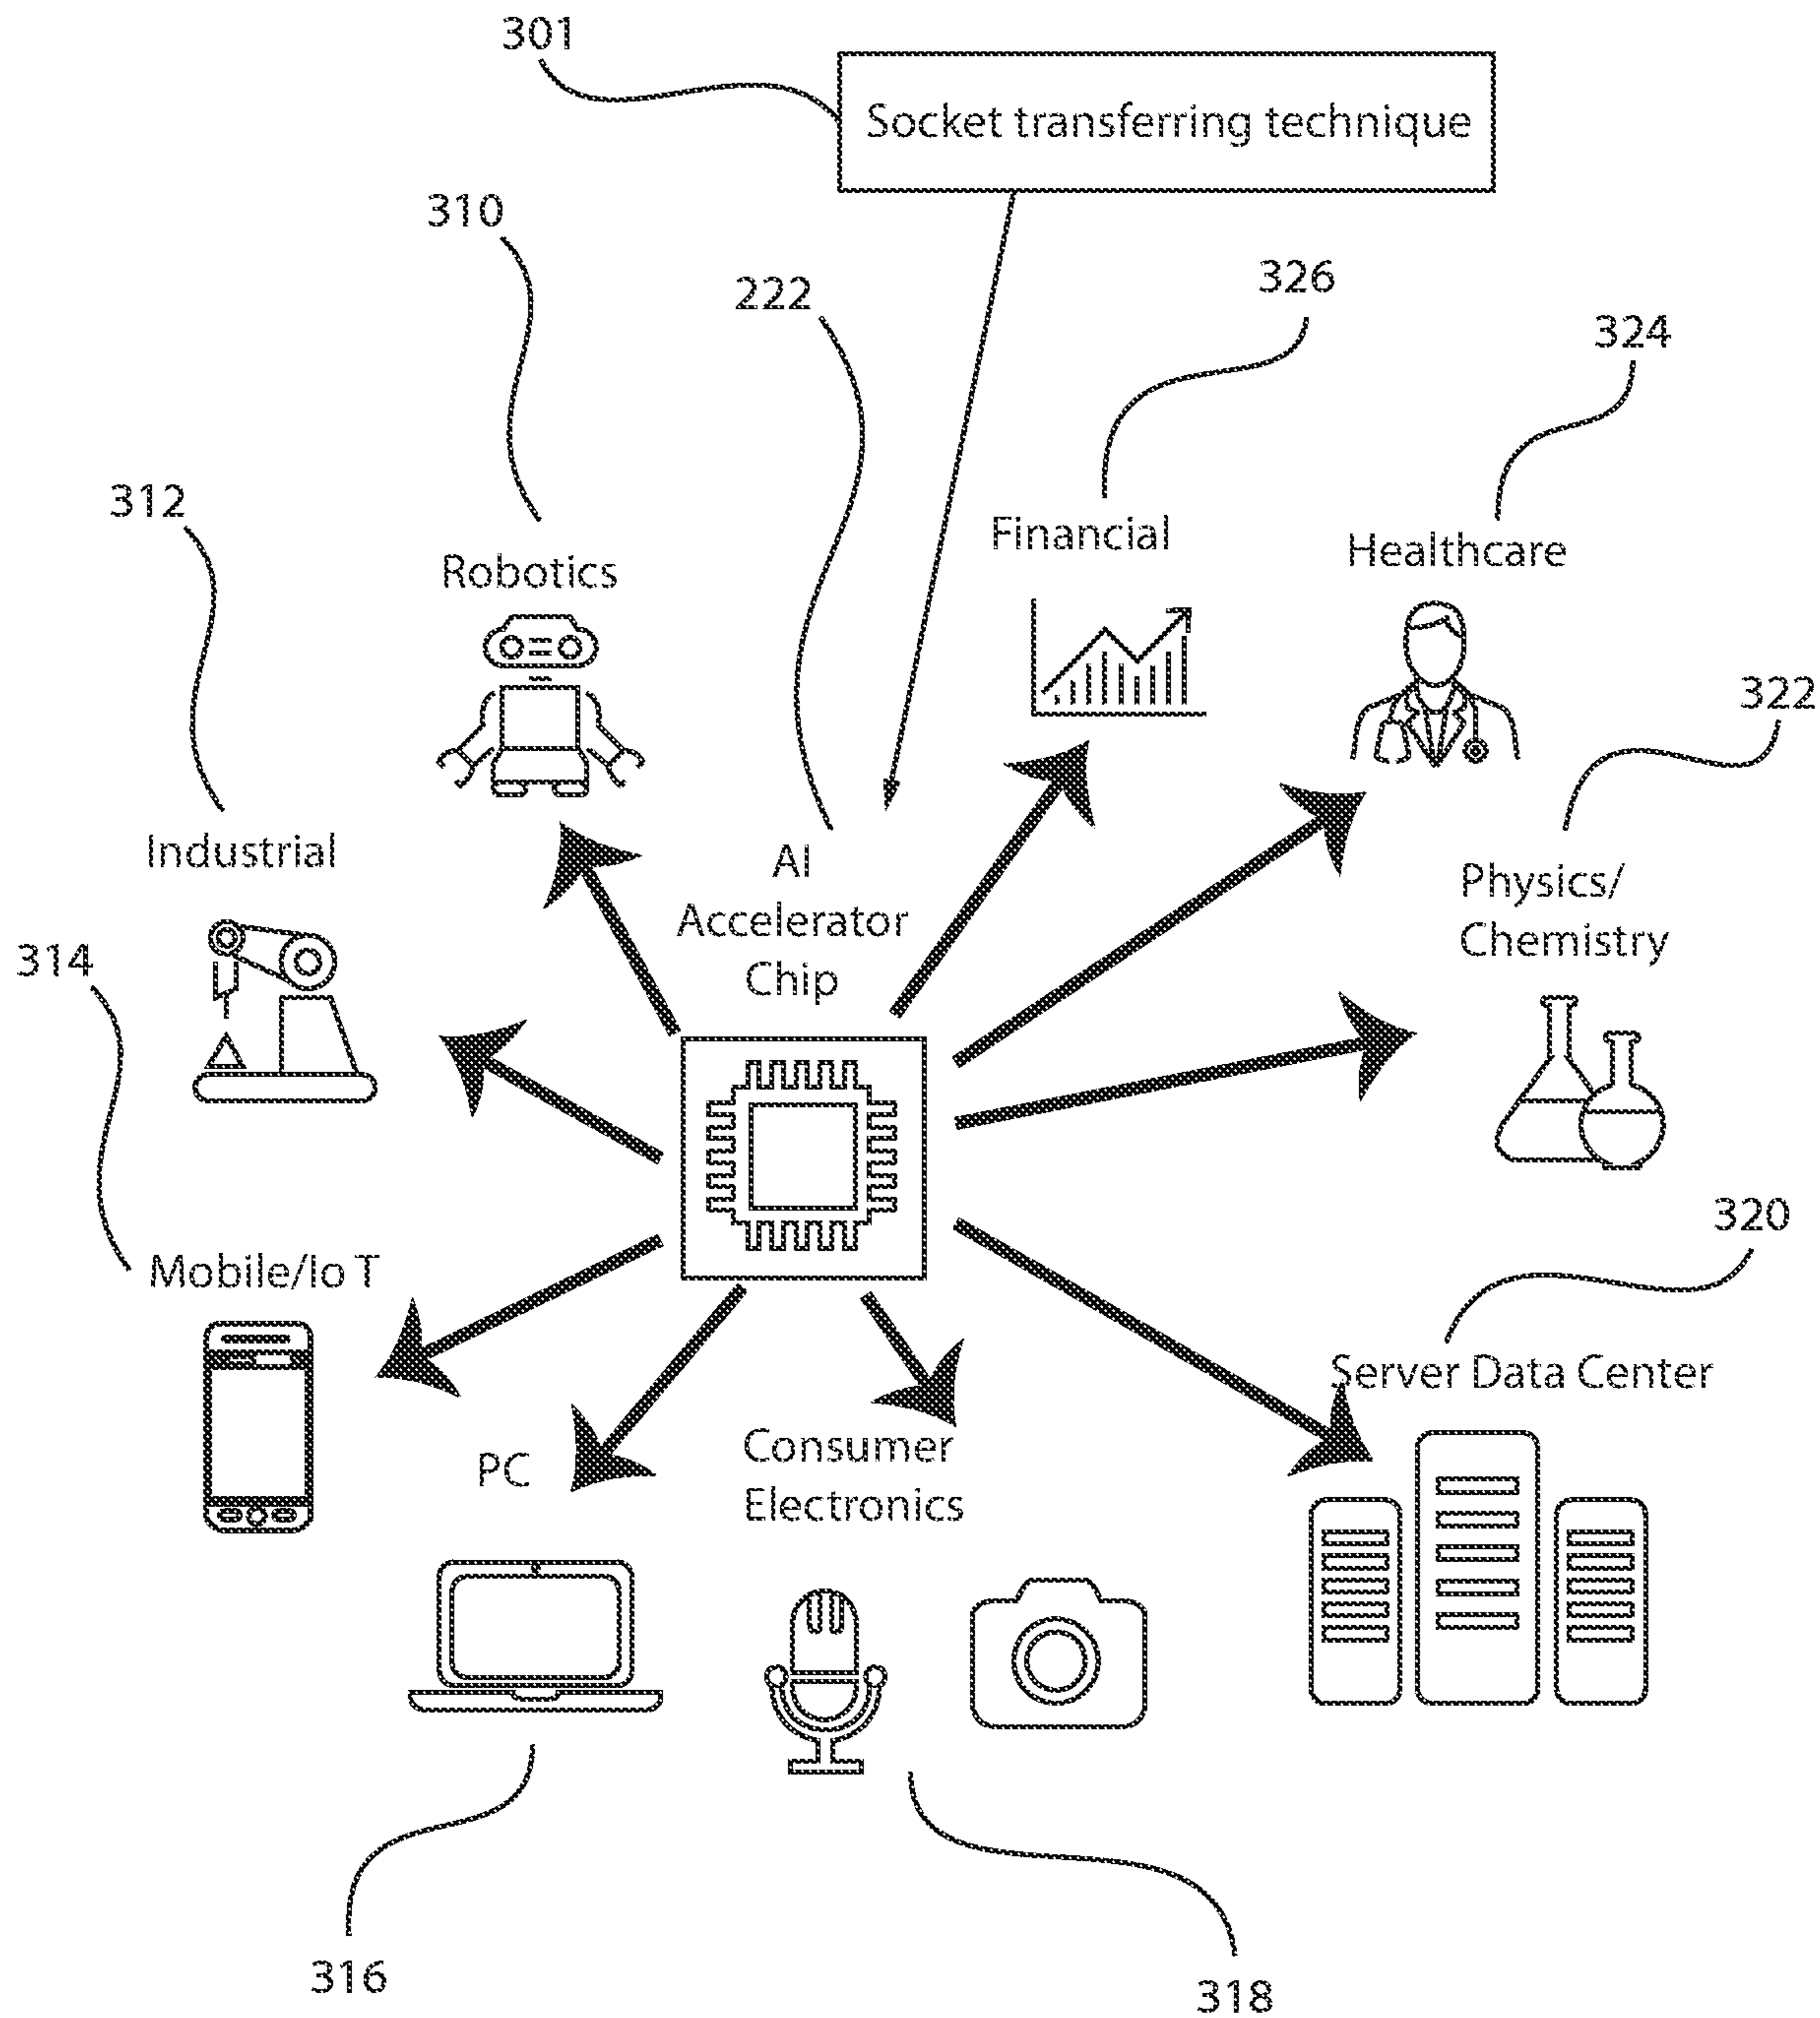 301
Socket transferring technique
310
222
326
324
312
Financial
Healthcare
Robotics
322
Industrial
AI
Accelerator
Chip
Physics/
Chemistry
314
320
Mobile/Io T
Server Data Center
PC
Consumer
Electronics
316
318